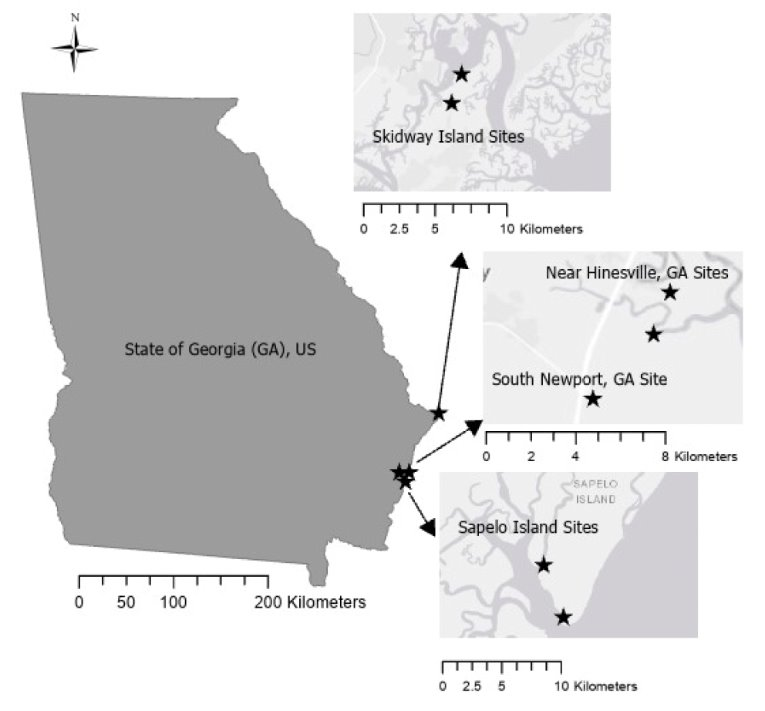 N
Skidway Island Sites
0 2.5 5 10 Kilometers
y
Near Hinesville, GA Sites
State of Georgia (GA), US
South Newport, GA Site
0 2 4 8 Kilometers
SAPELO
ISLAND
Sapelo Island Sites
0 50 100 200 Kilometers
0 2.5 5 10 Kilometers